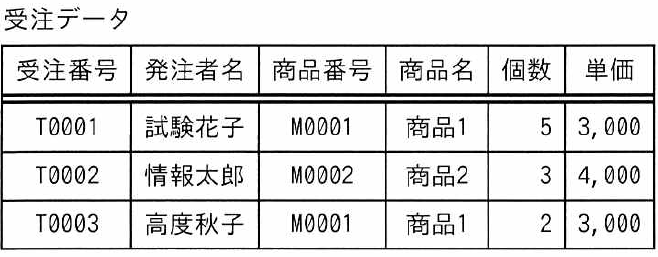 受注データ
受注番号 発注者名 商品番号 商品名 個数 単価
T0001 試験花子 M0001 商品1 5 3,000
T0002 情報太郎 M0002 商品2 3 4,000
T0003 高度秋子 M0001 商品1 2 3,000